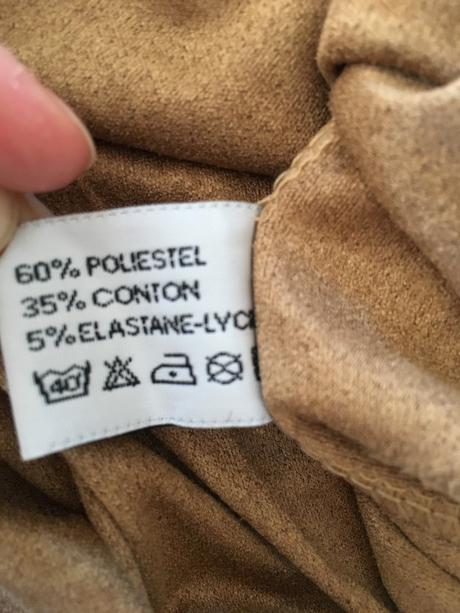 60% POLIESTEL
35% CONTON
5% ELASTANE-LYC
40